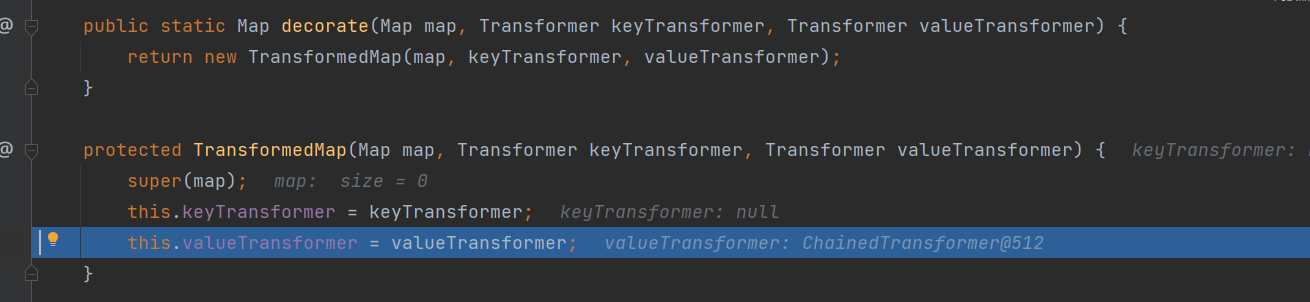 @ public static Map decorate(Map map, Transformer keyTransformer, Transformer valueTransformer) {
return new TransformedMap(map, keyTransformer, valueTransformer);
}
@ protected TransformedMap(Map map, Transformer keyTransformer, Transformer valueTransformer) { keyTransformer:
super(map); map: size = 0
this.keyTransformer = keyTransformer; keyTransformer: null
this.valueTransformer = valueTransformer; valueTransformer: ChainedTransformer@512
}